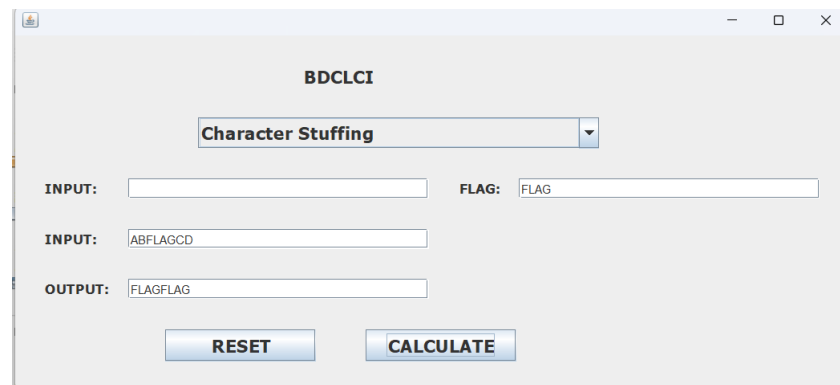 BDCLCI
Character Stuffing
INPUT: FLAG: FLAG
INPUT: ABFLAGCD
OUTPUT: FLAGFLAG
RESET CALCULATE